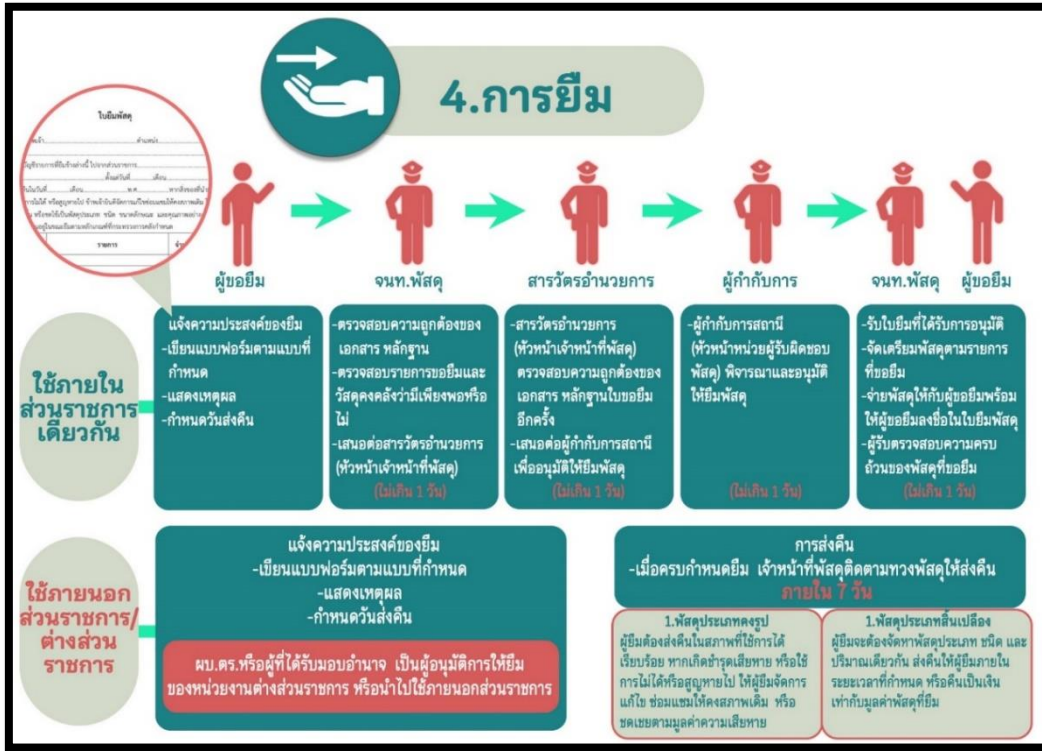 4.การยืม
ใบยืมพัสดุ
ตำแหน่ง
ตั้งแต่วันที่ เดือน
เดือน พ.ศ.
รายการ
ผู้ขอยืม
จนท.พัสดุ
สารวัตรอำนวยการ
ผู้กำกับการ
จนท.พัสดุ
ผู้ขอยืม
ใช้ภายใน
ส่วนราชการ
เดียวกัน
แจ้งความประสงค์ของยืม
-เขียนแบบฟอร์มตามแบบที่
กำหนด
-แสดงเหตุผล
-กำหนดวันส่งคืน
-ตรวจสอบความถูกต้องของ
เอกสาร หลักฐาน
-ตรวจสอบรายการขอยืมและ
วัสดุคงคลังว่ามีเพียงพอหรือ
ไม่
-เสนอต่อสารวัตรอำนวยการ
(หัวหน้าเจ้าหน้าที่พัสดุ)
(ไม่เกิน 1 วัน)
-สารวัตรอำนวยการ
(หัวหน้าเจ้าหน้าที่พัสดุ)
ตรวจสอบความถูกต้องของ
เอกสาร หลักฐานใบขอยืม
อีกครั้ง
-เสนอต่อผู้กำกับการสถานี
เพื่ออนุมัติให้ยืมพัสดุ
(ไม่เกิน 1 วัน)
-ผู้กำกับการสถานี
(หัวหน้าหน่วยผู้รับผิดชอบ
พัสดุ) พิจารณาและอนุมัติ
ให้ยืมพัสดุ
(ไม่เกิน 1 วัน)
-รับใบยืมที่ได้รับการอนุมัติ
-จัดเตรียมพัสดุตามรายการ
ที่ขอยืม
-จ่ายพัสดุให้กับผู้ขอยืมพร้อม
ให้ผู้ขอยืมลงชื่อในใบยืมพัสดุ
-ผู้รับตรวจสอบความครบ
ถ้วนของพัสดุที่ขอยืม
(ไม่เกิน 1 วัน)
ใช้ภายนอก
ส่วนราชการ/
ต่างส่วน
ราชการ
แจ้งความประสงค์ของยืม
-เขียนแบบฟอร์มตามแบบที่กำหนด
-แสดงเหตุผล
-กำหนดวันส่งคืน
ผบ.ตร.หรือผู้ที่ได้รับมอบอำนาจ เป็นผู้อนุมัติการให้ยืม
ของหน่วยงานต่างส่วนราชการ หรือนำไปใช้ภายนอกส่วนราชการ
การส่งคืน
-เมื่อครบกำหนดยืม เจ้าหน้าที่พัสดุติดตามทวงพัสดุให้ส่งคืน
ภายใน 7 วัน
1.พัสดุประเภทคงรูป
ผู้ยืมต้องส่งคืนในสภาพที่ใช้การได้
เรียบร้อย หากเกิดชำรุดเสียหาย หรือใช้
การไม่ได้หรือสูญหายไป ให้ผู้ยืมจัดการ
แก้ไข ซ่อมแซมให้คงสภาพเดิม หรือ
ชดเชยตามมูลค่าความเสียหาย
1.พัสดุประเภทสิ้นเปลือง
ผู้ยืมจะต้องจัดหาพัสดุประเภท ชนิด และ
ปริมาณเดียวกัน ส่งคืนให้ผู้ยืมภายใน
ระยะเวลาที่กำหนด หรือคืนเป็นเงิน
เท่ากับมูลค่าพัสดุที่ยืม